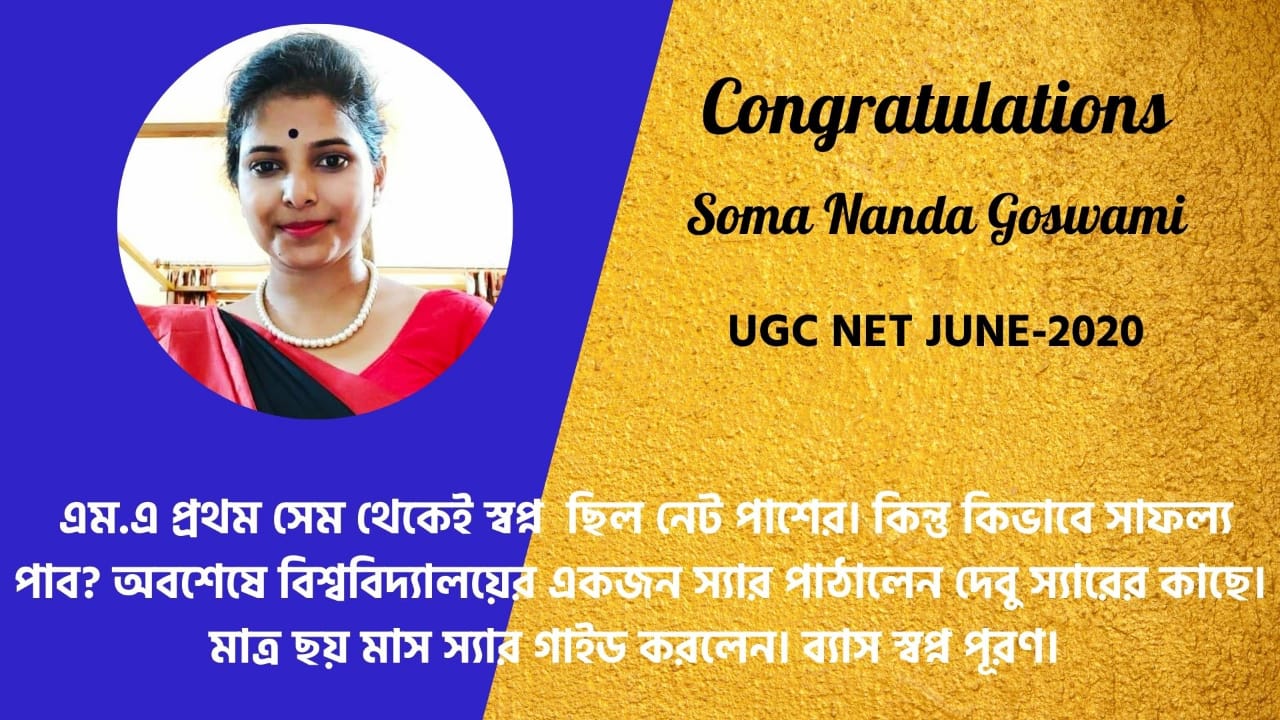 Congratulations
Soma Nanda Goswami
UGC NET JUNE-2020
এম.এ প্রথম সেম থেকেই স্বপ্ন ছিল নেট পাশের। কিন্তু কিভাবে সাফল্য
পাব? অবশেষে বিশ্ববিদ্যালয়ের একজন স্যার পাঠালেন দেবু স্যারের কাছে।
মাত্র ছয় মাস স্যার গাইড করলেন। ব্যাস স্বপ্ন পূরণ।